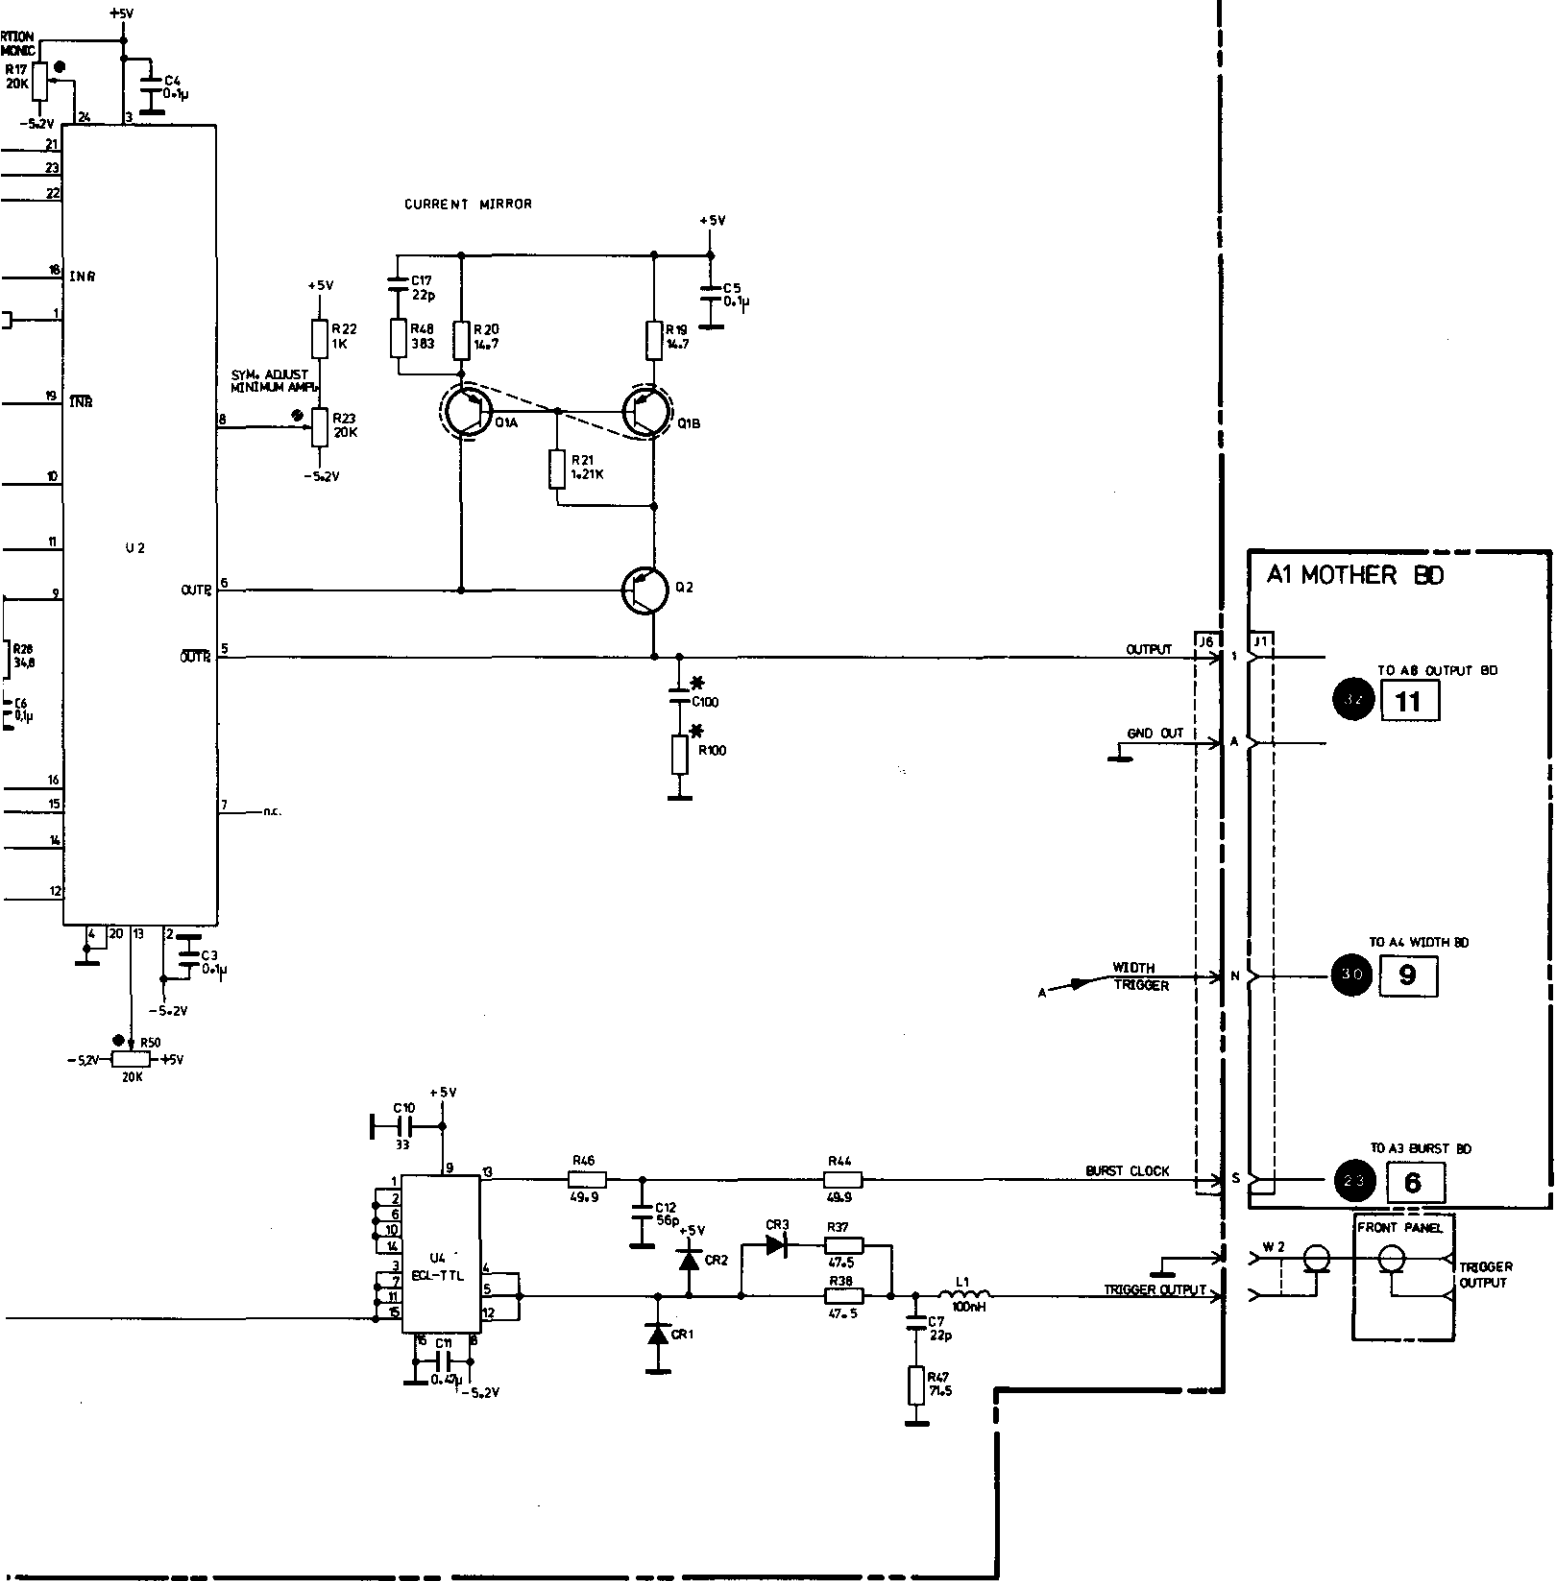 +5V
RTION
MONIC
R17
20K
-5.2V
C4
0.1µ
24
3
21
23
22
18 INR
1
19 INR
10
11
9
16
15
14
12
U2
8
OUTR 6
OUTR 5
7 n.c.
R28
34,8
C6
0,1µ
4
20
13
2
C3
0.1µ
-5.2V
R50
-5,2V
+5V
20K
CURRENT MIRROR
+5V
R22
1K
SYM. ADJUST
MINIMUM AMPL.
R23
20K
-5.2V
C17
22p
R48
383
R20
14.7
R19
14.7
+5V
C5
0.1µ
Q1A
Q1B
R21
1.21K
Q2
*
C100
*
R100
OUTPUT
GND OUT
J6
J1
1
A
A1 MOTHER BD
TO A8 OUTPUT BD
32
11
A
WIDTH
TRIGGER
N
TO A4 WIDTH BD
30
9
+5V
C10
33
9
13
1
2
6
10
14
3
7
11
15
U4
ECL-TTL
4
5
12
16
8
C11
0.47µ
-5.2V
R46
49.9
C12
56p
R44
49.9
BURST CLOCK
S
TO A3 BURST BD
23
6
+5V
CR2
CR1
CR3
R37
47.5
R38
47.5
C7
22p
R47
71.5
L1
100nH
TRIGGER OUTPUT
W2
FRONT PANEL
TRIGGER
OUTPUT